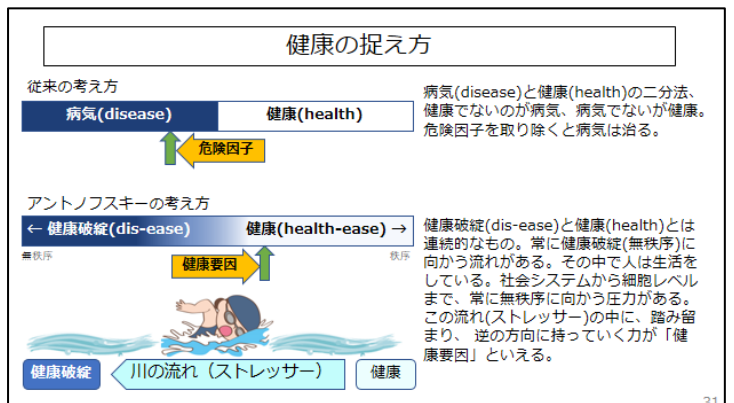 健康の捉え方
従来の考え方
病気(disease)
健康(health)
危険因子
病気(disease)と健康(health)の二分法、
健康でないのが病気、病気でないが健康。
危険因子を取り除くと病気は治る。
アントノフスキーの考え方
← 健康破綻(dis-ease)
健康(health-ease) →
無秩序
秩序
健康要因
健康破綻(dis-ease)と健康(health)とは
連続的なもの。常に健康破綻(無秩序)に
向かう流れがある。その中で人は生活を
している。社会システムから細胞レベル
まで、常に無秩序に向かう圧力がある。
この流れ(ストレッサー)の中に、踏み留
まり、 逆の方向に持っていく力が「健
康要因」といえる。
健康破綻
川の流れ（ストレッサー）
健康
31